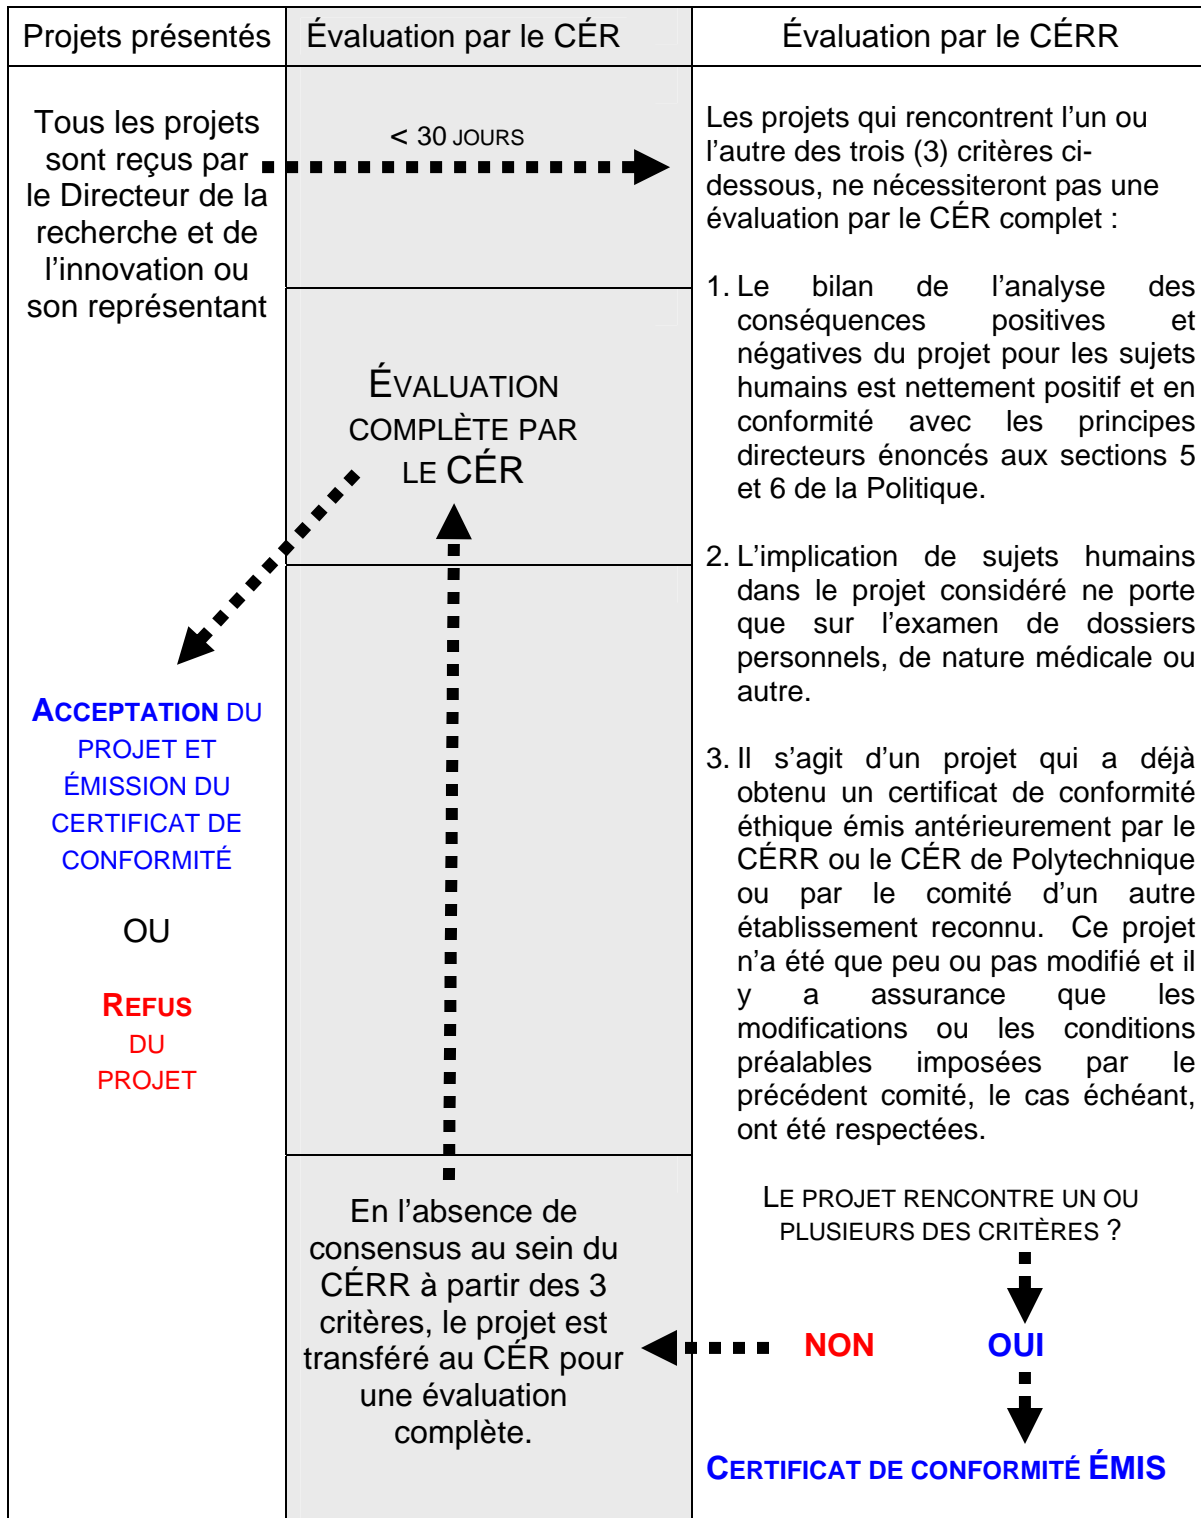 Projets présentés
Évaluation par le CÉR
Évaluation par le CÉRR
Tous les projets
sont reçus par
le Directeur de la
recherche et de
l’innovation ou
son représentant
< 30 JOURS
Les projets qui rencontrent l’un ou
l’autre des trois (3) critères ci-
dessous, ne nécessiteront pas une
évaluation par le CÉR complet :
1. Le bilan de l’analyse des
conséquences positives et
négatives du projet pour les sujets
humains est nettement positif et en
conformité avec les principes
directeurs énoncés aux sections 5
et 6 de la Politique.
2. L’implication de sujets humains
dans le projet considéré ne porte
que sur l’examen de dossiers
personnels, de nature médicale ou
autre.
3. Il s’agit d’un projet qui a déjà
obtenu un certificat de conformité
éthique émis antérieurement par le
CÉRR ou le CÉR de Polytechnique
ou par le comité d’un autre
établissement reconnu. Ce projet
n’a été que peu ou pas modifié et il
y a assurance que les
modifications ou les conditions
préalables imposées par le
précédent comité, le cas échéant,
ont été respectées.
LE PROJET RENCONTRE UN OU
PLUSIEURS DES CRITÈRES ?
NON
OUI
CERTIFICAT DE CONFORMITÉ ÉMIS
En l’absence de
consensus au sein du
CÉRR à partir des 3
critères, le projet est
transféré au CÉR pour
une évaluation
complète.
ÉVALUATION
COMPLÈTE PAR
LE CÉR
ACCEPTATION DU
PROJET ET
ÉMISSION DU
CERTIFICAT DE
CONFORMITÉ
OU
REFUS
DU
PROJET